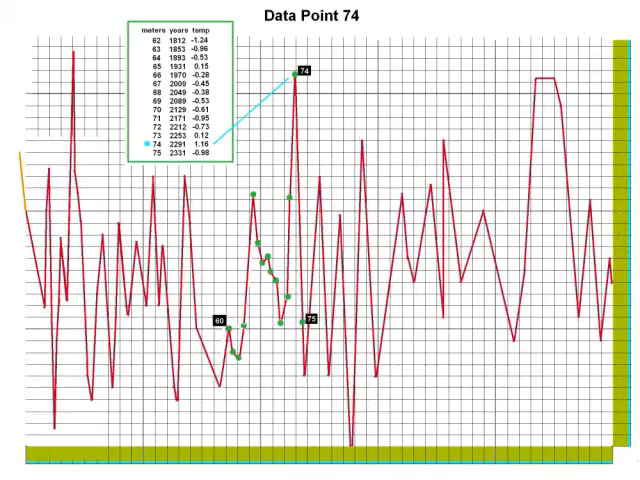 Data Point 74
meters years temp
62 1812 -1.24
63 1853 -0.96
64 1893 -0.53
65 1931 0.15
66 1970 -0.28
67 2009 -0.45
68 2049 -0.38
69 2089 -0.53
70 2129 -0.61
71 2171 -0.95
72 2212 -0.73
73 2253 0.12
74 2291 1.16
75 2331 -0.98
74
60
75